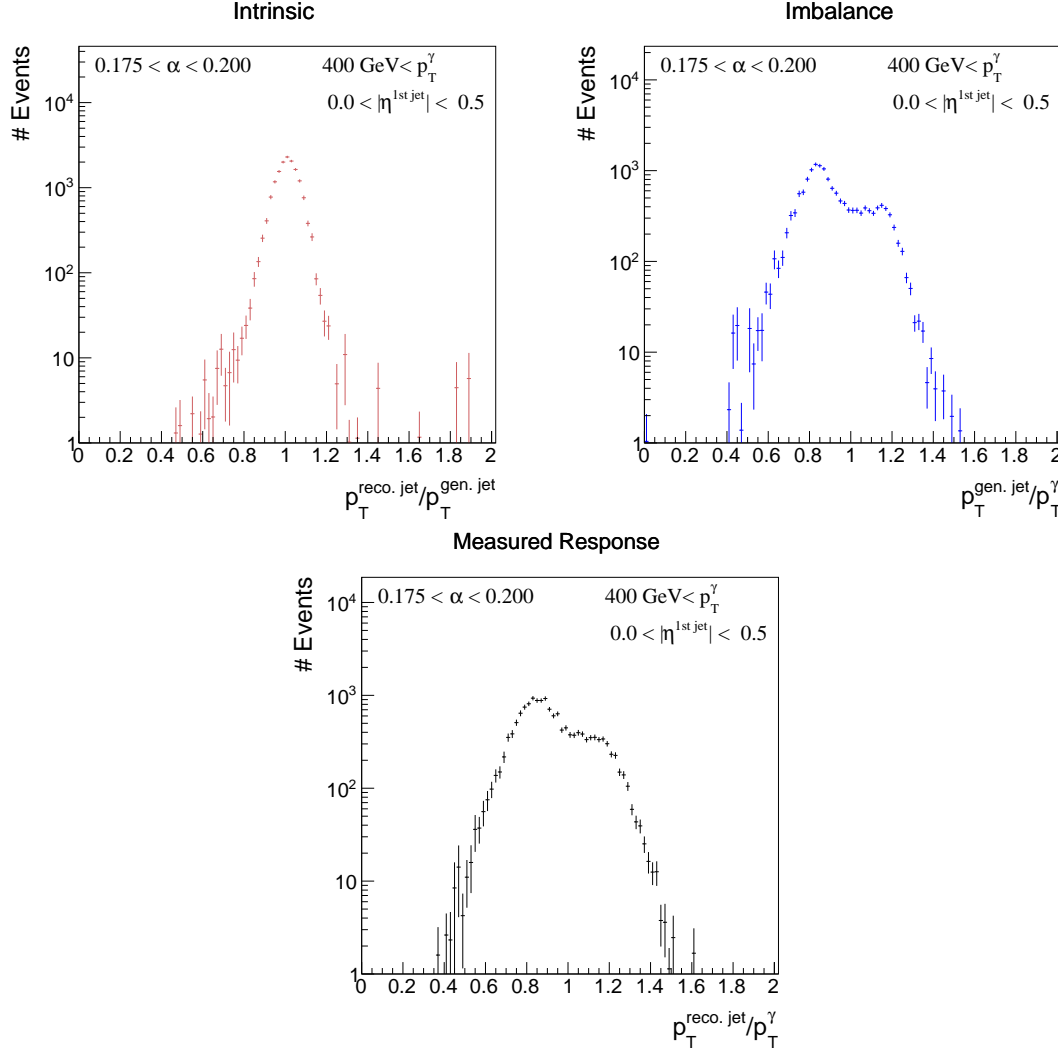 Intrinsic
0.175 < α < 0.200 400 GeV< p_T^γ
0.0 < |η^{1st jet}| < 0.5
# Events
10^4
10^3
10^2
10
1
0 0.2 0.4 0.6 0.8 1 1.2 1.4 1.6 1.8 2
p_T^{reco. jet}/p_T^{gen. jet}
Imbalance
0.175 < α < 0.200 400 GeV< p_T^γ
0.0 < |η^{1st jet}| < 0.5
# Events
10^4
10^3
10^2
10
1
0 0.2 0.4 0.6 0.8 1 1.2 1.4 1.6 1.8 2
p_T^{gen. jet}/p_T^γ
Measured Response
0.175 < α < 0.200 400 GeV< p_T^γ
0.0 < |η^{1st jet}| < 0.5
# Events
10^4
10^3
10^2
10
1
0 0.2 0.4 0.6 0.8 1 1.2 1.4 1.6 1.8 2
p_T^{reco. jet}/p_T^γ